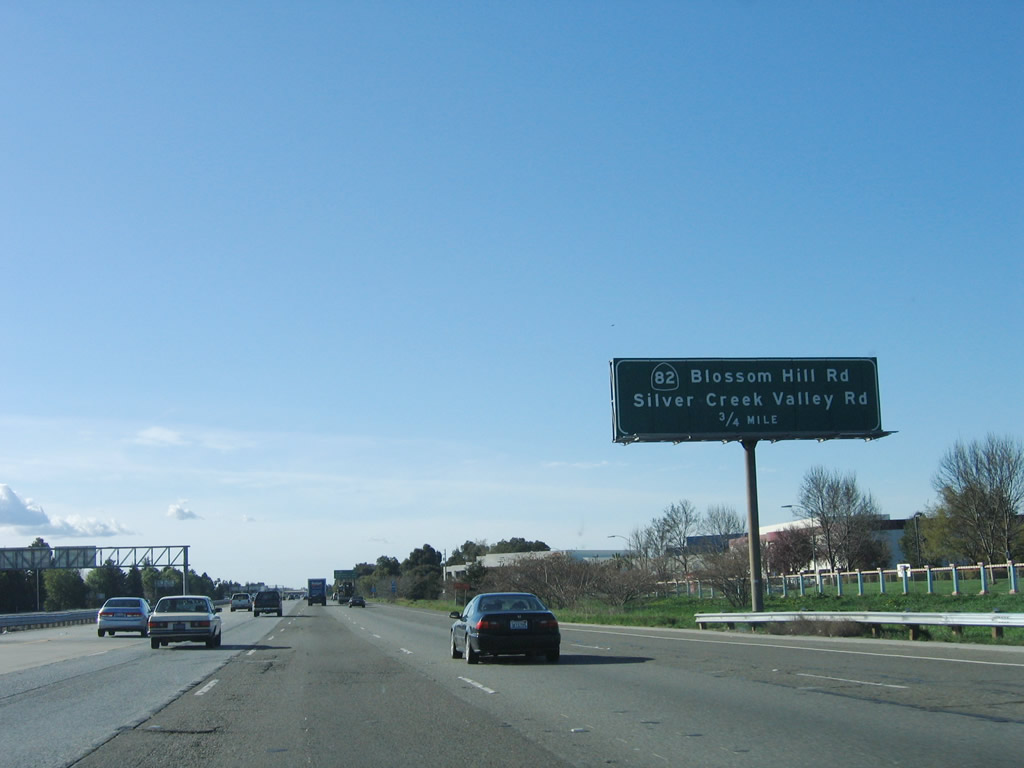 82 Blossom Hill Rd
Silver Creek Valley Rd
3/4 MILE